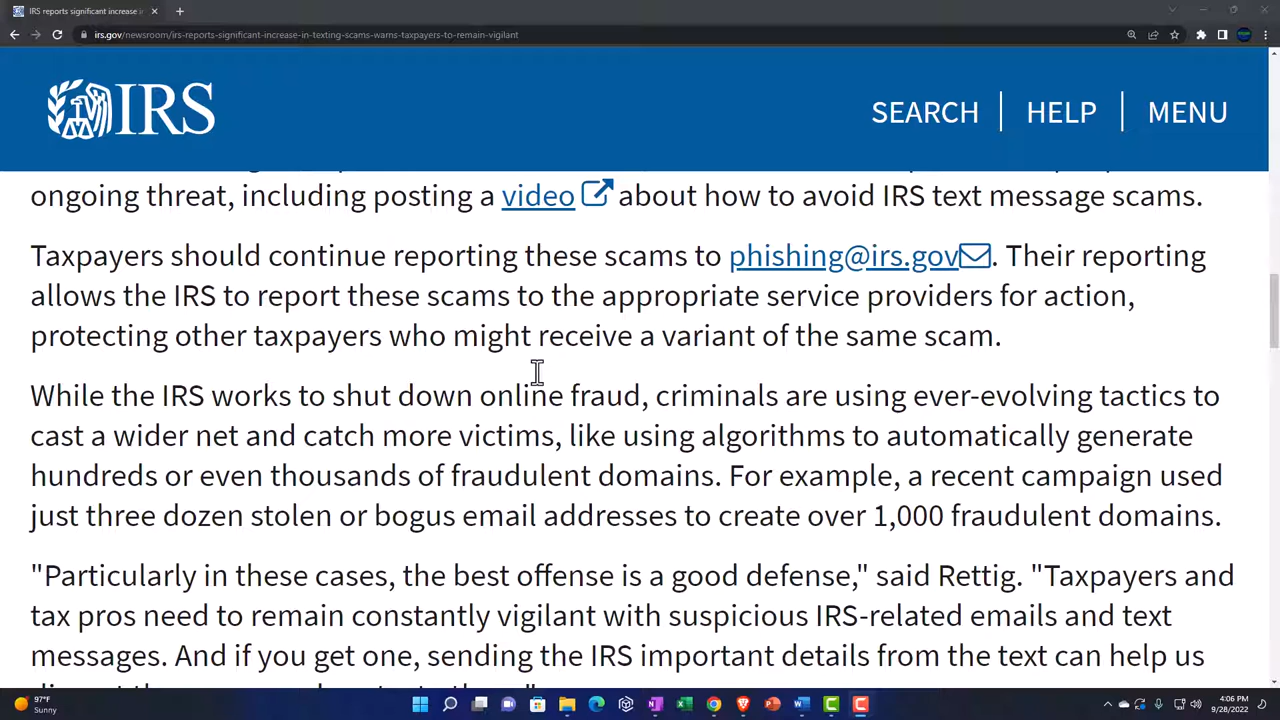 IRS reports significant increase i
irs.gov/newsroom/irs-reports-significant-increase-in-texting-scams-warns-taxpayers-to-remain-vigilant
IRS
SEARCH
HELP
MENU
ongoing threat, including posting a video about how to avoid IRS text message scams.
Taxpayers should continue reporting these scams to phishing@irs.gov. Their reporting
allows the IRS to report these scams to the appropriate service providers for action,
protecting other taxpayers who might receive a variant of the same scam.
While the IRS works to shut down online fraud, criminals are using ever-evolving tactics to
cast a wider net and catch more victims, like using algorithms to automatically generate
hundreds or even thousands of fraudulent domains. For example, a recent campaign used
just three dozen stolen or bogus email addresses to create over 1,000 fraudulent domains.
"Particularly in these cases, the best offense is a good defense," said Rettig. "Taxpayers and
tax pros need to remain constantly vigilant with suspicious IRS-related emails and text
messages. And if you get one, sending the IRS important details from the text can help us
97°F
Sunny
4:06 PM
9/28/2022